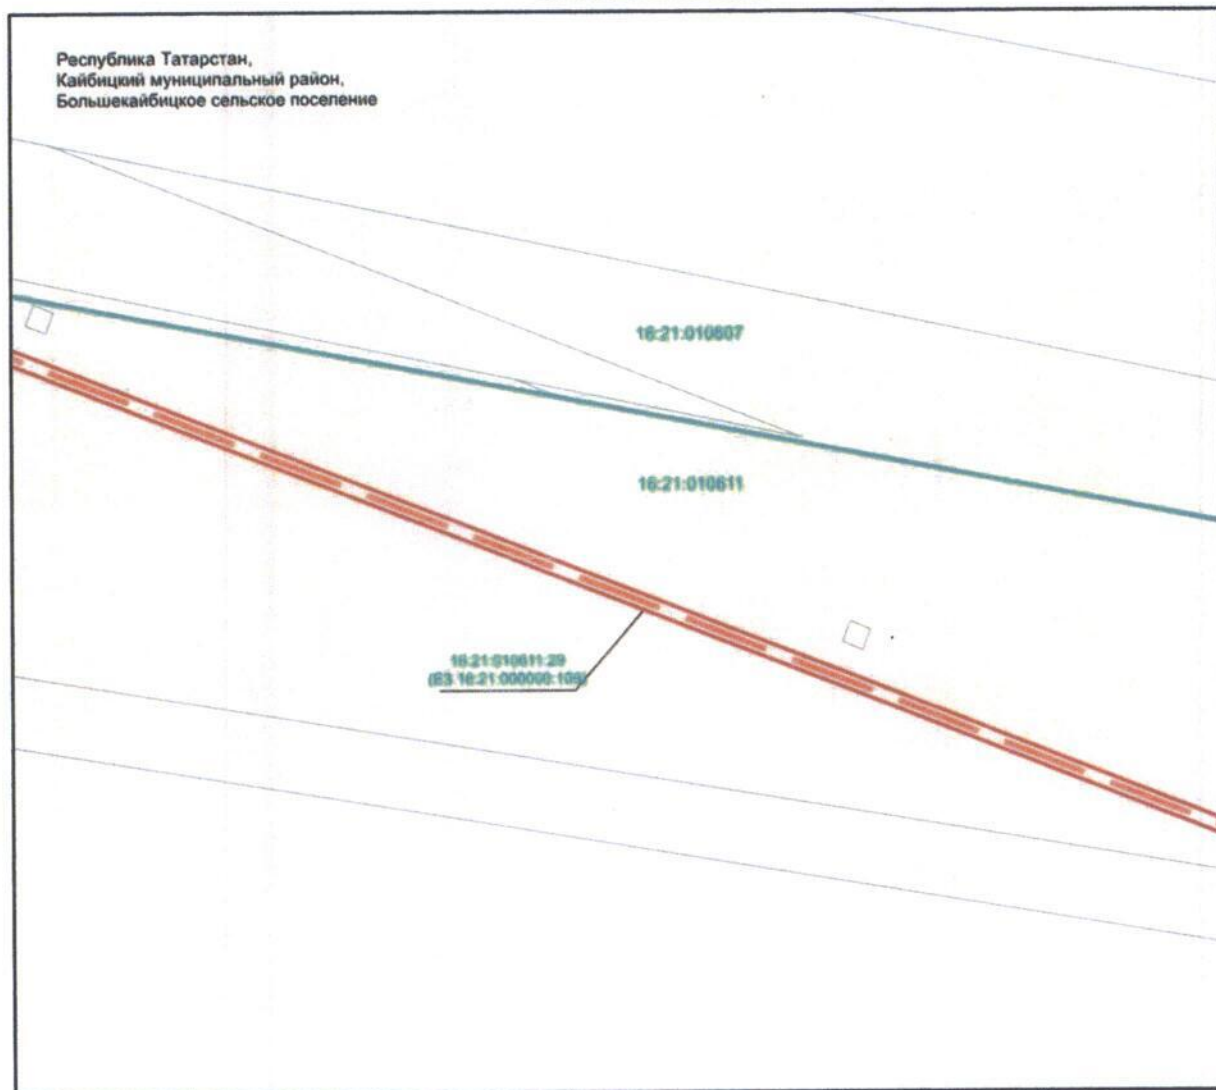 Республика Татарстан,
Кайбицкий муниципальный район,
Большекайбицкое сельское поселение
16:21:010607
16:21:010611
16:21:010611:29
(ЕЗ 16:21:000000:109)